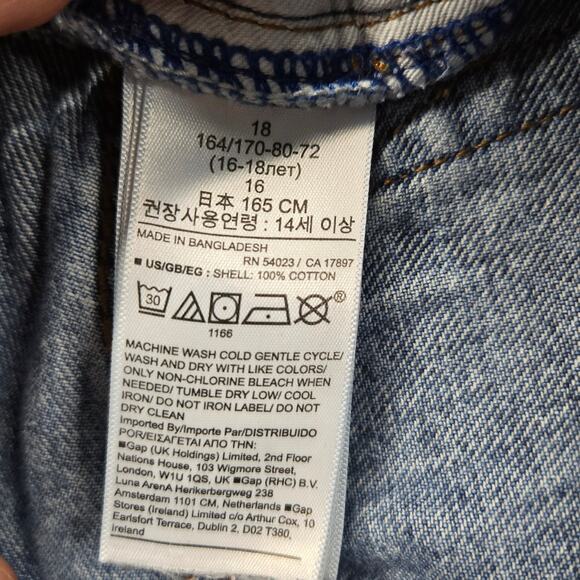 18
164/170-80-72
(16-18лет)
16
日本 165 CM
권장사용연령 : 14세 이상
MADE IN BANGLADESH
RN 54023 / CA 17897
■ US/GB/EG : SHELL: 100% COTTON
30 ®
1166
MACHINE WASH COLD GENTLE CYCLE/
WASH AND DRY WITH LIKE COLORS/
ONLY NON-CHLORINE BLEACH WHEN
NEEDED/ TUMBLE DRY LOW/ COOL
IRON/ DO NOT IRON LABEL/ DO NOT
DRY CLEAN
Imported By/Importe Par/DISTRIBUIDO
POR/ΕΙΣΑΓΕΤΑΙ ΑΠΟ ΤΗΝ:
■Gap (UK Holdings) Limited, 2nd Floor
Nations House, 103 Wigmore Street,
London, W1U 1QS, UK ■Gap (RHC) B.V.
Luna ArenA Herikerbergweg 238
Amsterdam 1101 CM, Netherlands ■Gap
Stores (Ireland) Limited c/o Arthur Cox, 10
Earlsfort Terrace, Dublin 2, D02 T380,
Ireland